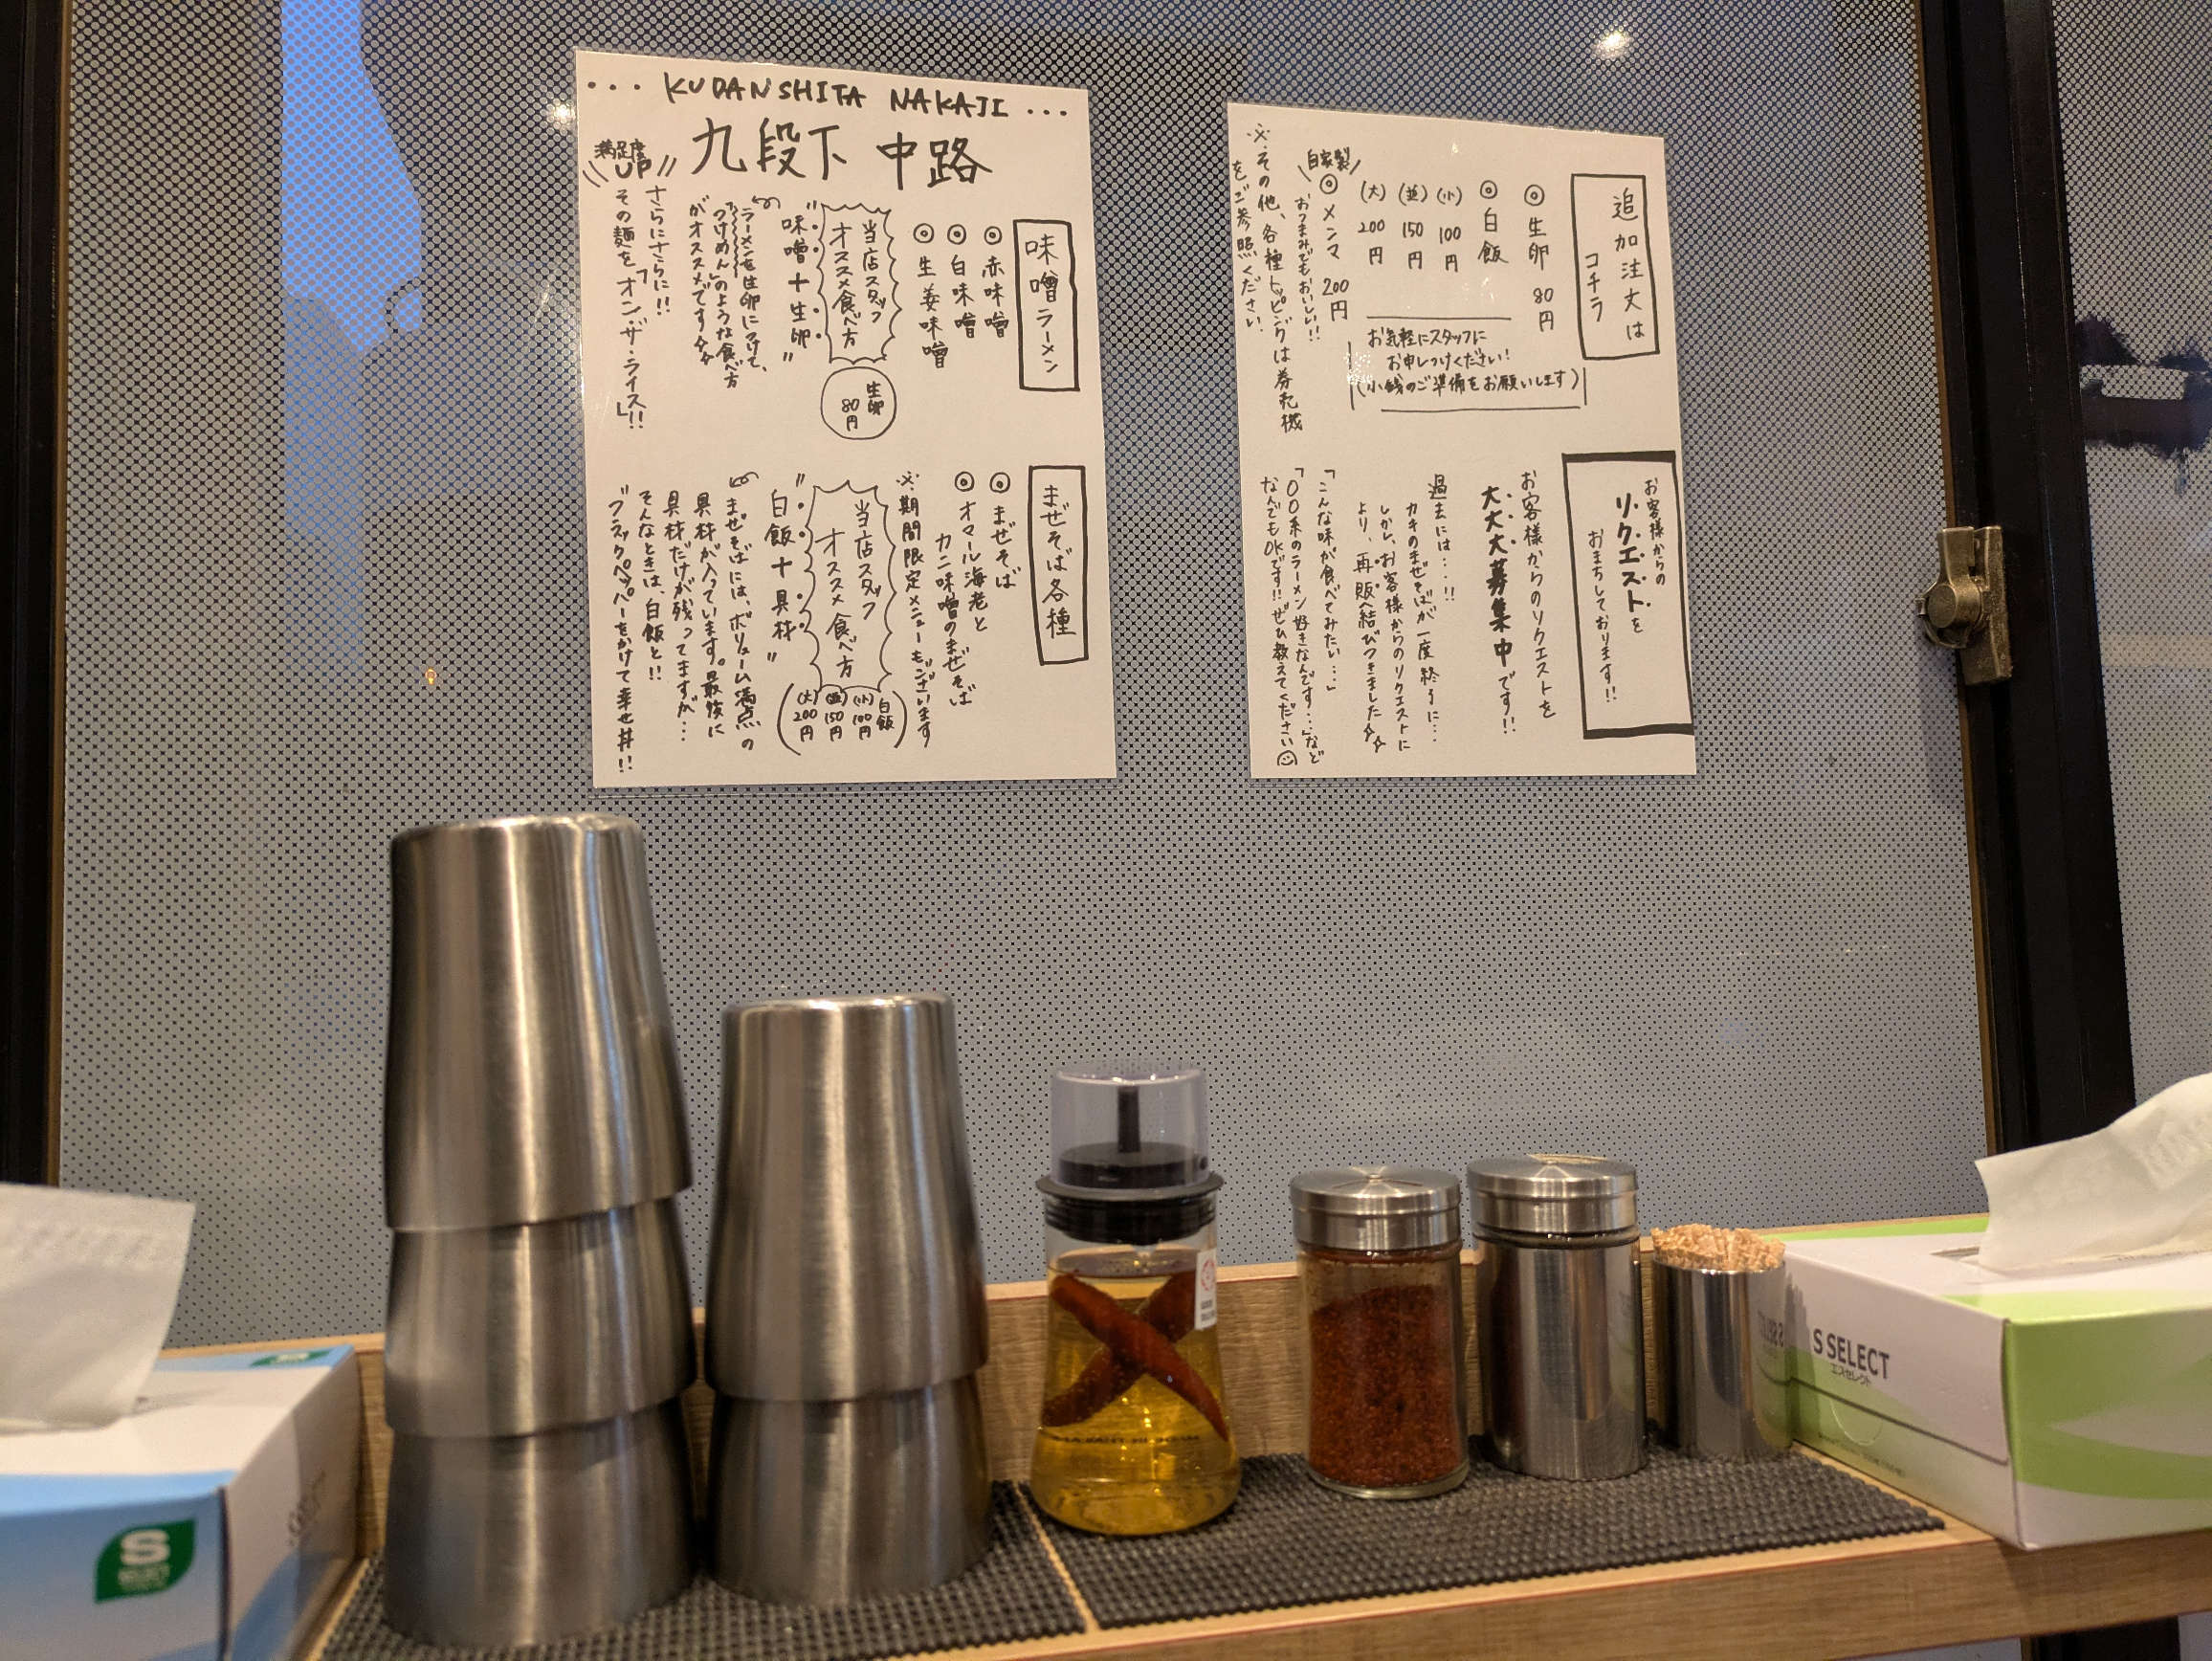 ... KUDANSHITA NAKAJI ...
九段下 中路
味噌ラーメン
◎赤味噌
◎白味噌
◎生姜味噌
当店スタッフ
オススメ食べ方
生卵
80円
"味噌+生卵"
ラーメンを生卵につけて、
つけめんのような食べ方
がオススメです☆☆
さらにさらに!!
その麺を「オン・ザ・ライス!!」
満足度
UP
まぜそば各種
◎まぜそば
◎オマール海老と
カニ味噌のまぜそば
※期間限定メニューもございます
当店スタッフ
オススメ食べ方
白飯
(小)100円
(並)150円
(大)200円
"白飯+具材"
まぜそばには、ボリューム満点の
具材が入っています。最後に
具材だけが残ってますが…
そんなときは、白飯と!!
"ブラックペッパーをかけて幸せ丼!!
追加注文は
コチラ
◎生卵 80円
◎白飯
(小)100円
(並)150円
(大)200円
自家製
◎メンマ 200円
おつまみでもおいしい!!
※その他、各種トッピングは券売機
をご参照ください。
お気軽にスタッフに
お申しつけください!
(小銭のご準備をお願いします)
お客様からの
リクエストを
おまちしております!!
お客様からのリクエストを
大大大募集中です!!
過去には…!!
カキのまぜそばが一度終了に…
しかし、お客様からのリクエストに
より、再販へ結びつきました☆☆
「こんな味が食べてみたい…」
「〇〇系のラーメン好きなんです…」など
なんでもOKです!!ぜひ教えてください☺
S SELECT
エスセレクト
S
SELECT